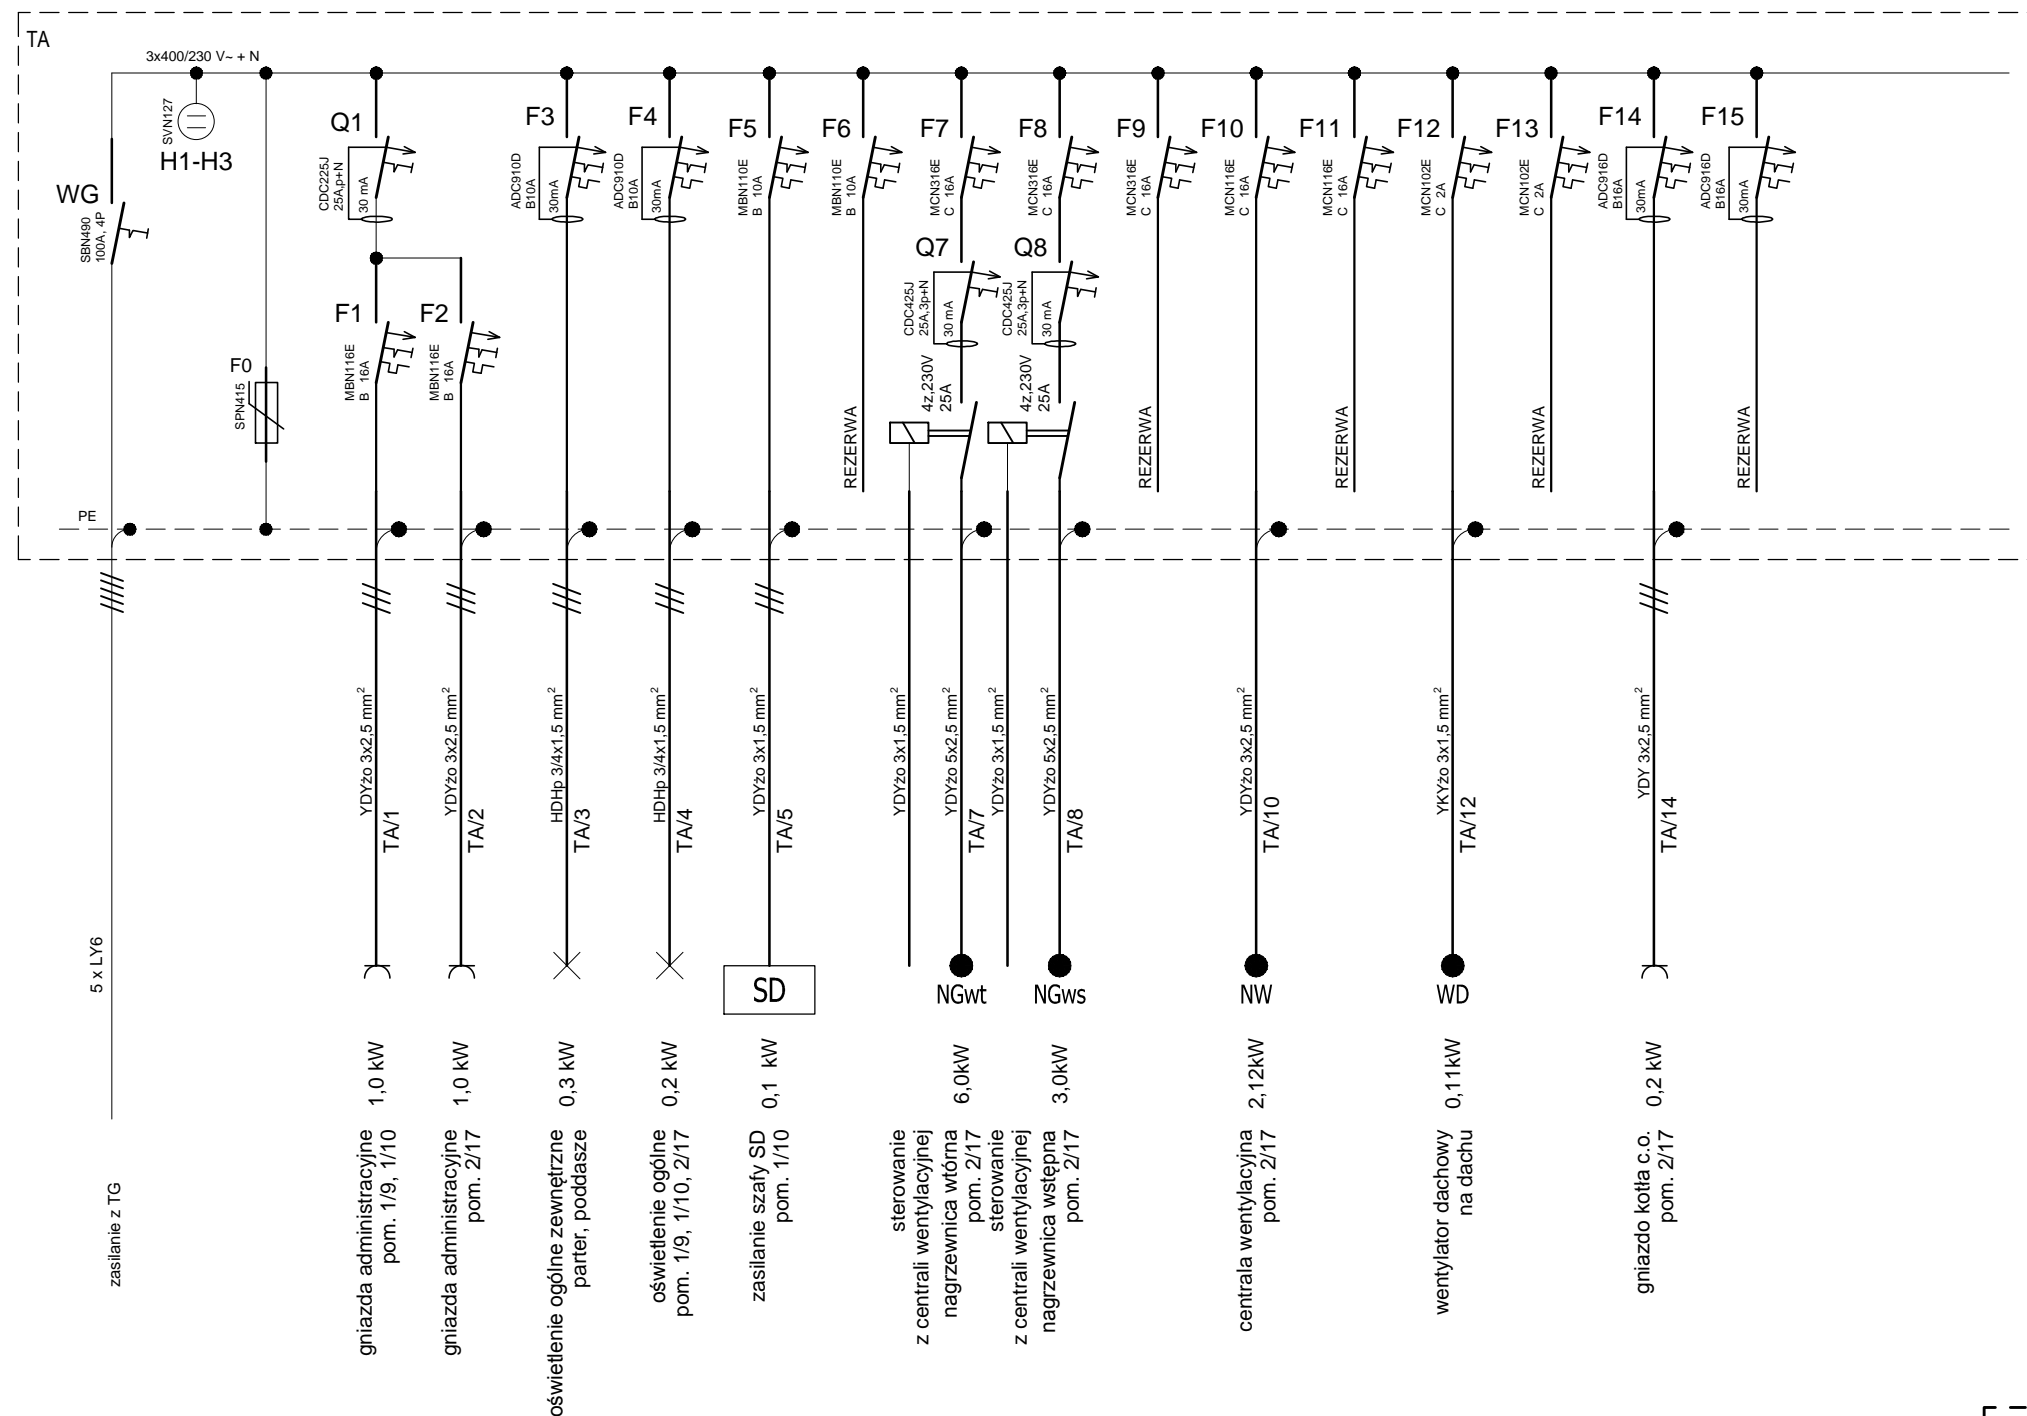 TA
3x400/230 V~ + N
SVN127
H1-H3
WG
SBN490
100A, 4P
F0
SPN415
Q1
CDC225J
25A,p+N
30 mA
F1
MBN116E
B 16A
F2
MBN116E
B 16A
F3
ADC910D
B10A
30mA
F4
ADC910D
B10A
30mA
F5
MBN110E
B 10A
F6
MBN110E
B 10A
REZERWA
F7
MCN316E
C 16A
Q7
CDC425J
25A,3p+N
30 mA
4z,230V
25A
F8
MCN316E
C 16A
Q8
CDC425J
25A,3p+N
30 mA
4z,230V
25A
F9
MCN316E
C 16A
REZERWA
F10
MCN116E
C 16A
F11
MCN116E
C 16A
REZERWA
F12
MCN102E
C 2A
F13
MCN102E
C 2A
REZERWA
F14
ADC916D
B16A
30mA
F15
ADC916D
B16A
30mA
REZERWA
PE
5 x LY6
zasilanie z TG
YDYżo 3x2,5 mm²
TA/1
1,0 kW
gniazda administracyjne
pom. 1/9, 1/10
YDYżo 3x2,5 mm²
TA/2
1,0 kW
gniazda administracyjne
pom. 2/17
HDHp 3/4x1,5 mm²
TA/3
0,3 kW
oświetlenie ogólne zewnętrzne
parter, poddasze
HDHp 3/4x1,5 mm²
TA/4
0,2 kW
oświetlenie ogólne
pom. 1/9, 1/10, 2/17
YDYżo 3x1,5 mm²
TA/5
SD
0,1 kW
zasilanie szafy SD
pom. 1/10
YDYżo 3x1,5 mm²
sterowanie
z centrali wentylacyjnej
YDYżo 5x2,5 mm²
TA/7
NGwt
6,0kW
nagrzewnica wtórna
pom. 2/17
YDYżo 3x1,5 mm²
sterowanie
z centrali wentylacyjnej
YDYżo 5x2,5 mm²
TA/8
NGws
3,0kW
nagrzewnica wstępna
pom. 2/17
YDYżo 3x2,5 mm²
TA/10
NW
2,12kW
centrala wentylacyjna
pom. 2/17
YKYżo 3x1,5 mm²
TA/12
WD
0,11kW
wentylator dachowy
na dachu
YDY 3x2,5 mm²
TA/14
0,2 kW
gniazdo kotła c.o.
pom. 2/17